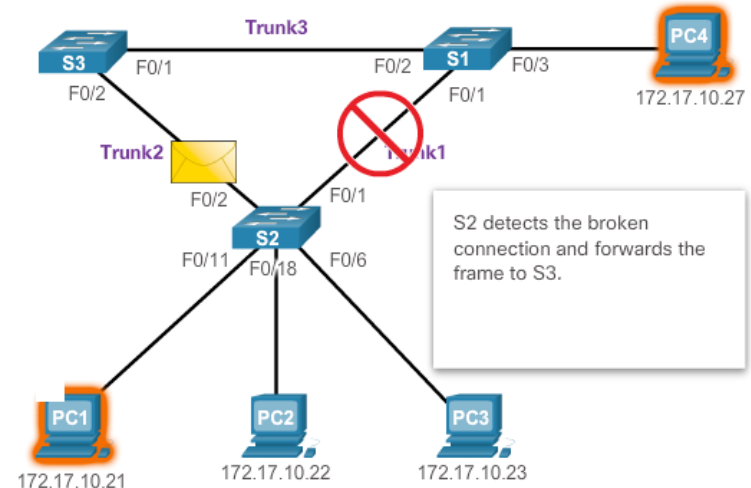 Trunk3
PC4
S3
F0/1
F0/2
S1
F0/3
F0/2
F0/1
172.17.10.27
Trunk2
Trunk1
F0/2
F0/1
S2
F0/11
F0/18
F0/6
S2 detects the broken
connection and forwards the
frame to S3.
PC1
PC2
PC3
172.17.10.21
172.17.10.22
172.17.10.23